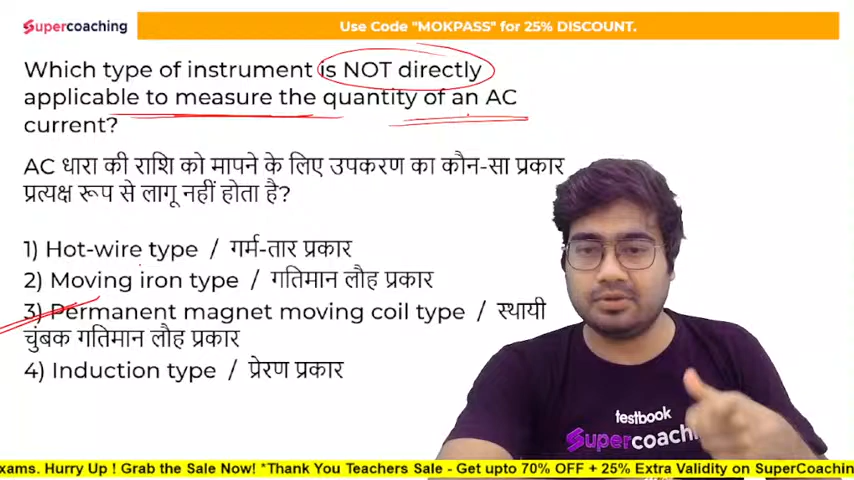 Supercoaching
Use Code "MOKPASS" for 25% DISCOUNT.
Which type of instrument is NOT directly
applicable to measure the quantity of an AC
current?
AC धारा की राशि को मापने के लिए उपकरण का कौन-सा प्रकार
प्रत्यक्ष रूप से लागू नहीं होता है?
1) Hot-wire type / गर्म-तार प्रकार
2) Moving iron type / गतिमान लौह प्रकार
3) Permanent magnet moving coil type / स्थायी
चुंबक गतिमान लौह प्रकार
4) Induction type / प्रेरण प्रकार
testbook
Supercoachi
xams. Hurry Up ! Grab the Sale Now! *Thank You Teachers Sale - Get upto 70% OFF + 25% Extra Validity on SuperCoachin